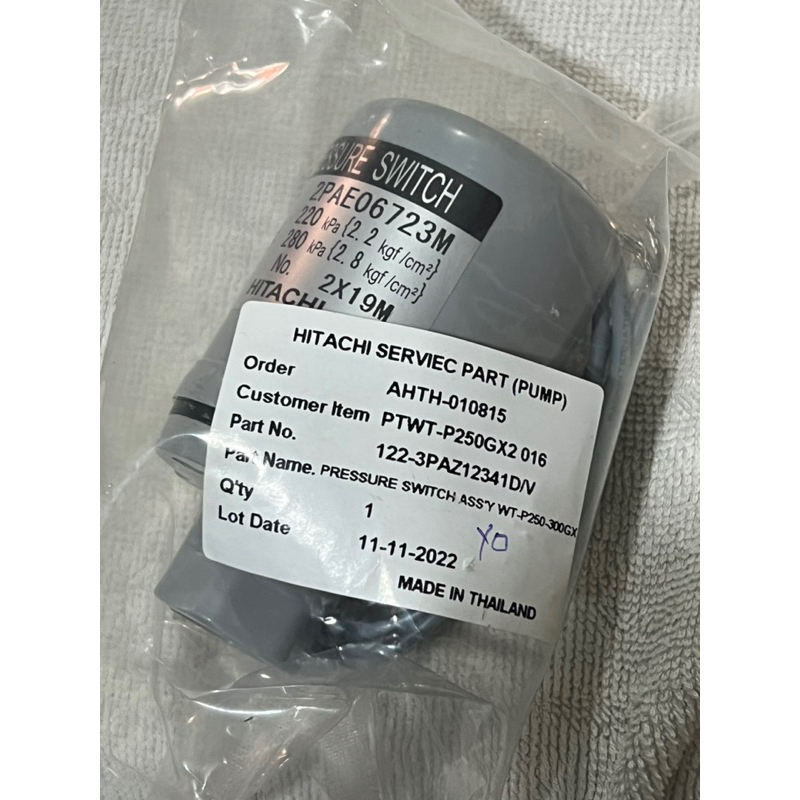 PRESSURE SWITCH
2PAE06723M
220 kPa{2.2 kgf/cm²}
280 kPa{2.8 kgf/cm²}
No. 2X19M
HITACHI
HITACHI SERVIEC PART (PUMP)
Order AHTH-010815
Customer Item PTWT-P250GX2 016
Part No. 122-3PAZ12341D/V
Part Name. PRESSURE SWITCH ASS'Y WT-P250-300GX
Q'ty 1
Lot Date 11-11-2022
MADE IN THAILAND